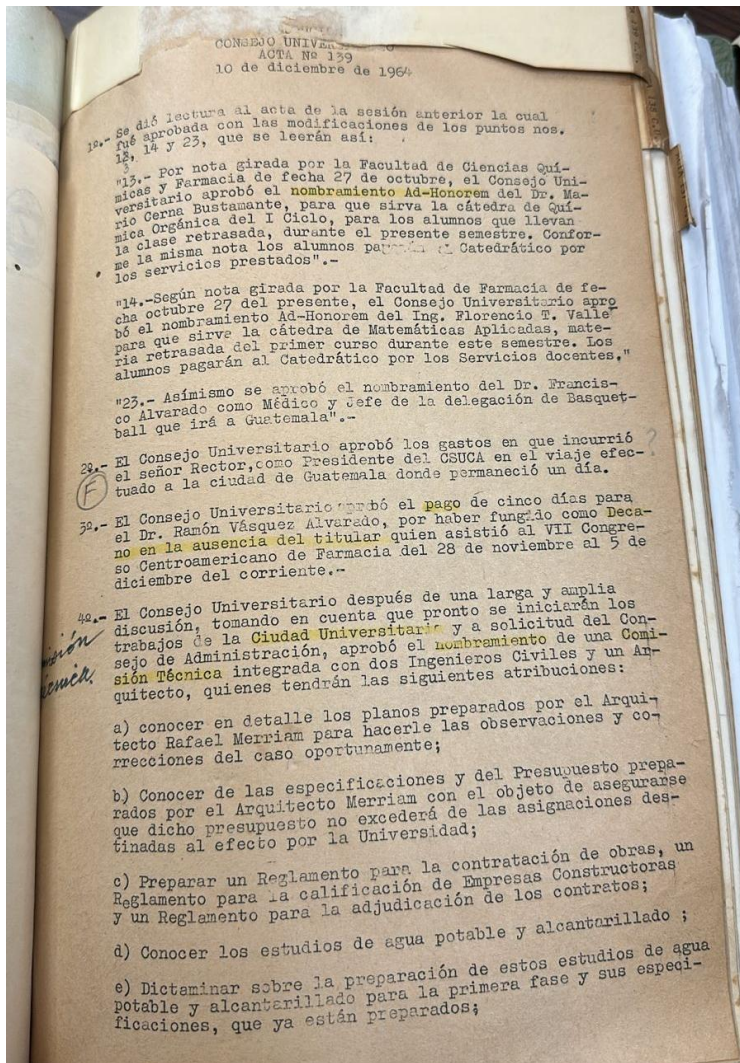 CONSEJO UNIVER
ACTA Nº 139
10 de diciembre de 1964
1º.- Se dió lectura al acta de la sesión anterior la cual
fué aprobada con las modificaciones de los puntos nos.
13, 14 y 23, que se leerán así:
"13.- Por nota girada por la Facultad de Ciencias Quí-
micas y Farmacia de fecha 27 de octubre, el Consejo Uni-
versitario aprobó el nombramiento Ad-Honorem del Dr. Ma-
rio Cerna Bustamante, para que sirva la cátedra de Quí-
mica Orgánica del I Ciclo, para los alumnos que llevan
la clase retrasada, durante el presente semestre. Confor-
me la misma nota los alumnos pagarán al Catedrático por
los servicios prestados".-
"14.-Según nota girada por la Facultad de Farmacia de fe-
cha octubre 27 del presente, el Consejo Universitario apro
bó el nombramiento Ad-Honorem del Ing. Florencio T. Valle
para que sirva la cátedra de Matemáticas Aplicadas, mate-
ria retrasada del primer curso durante este semestre. Los
alumnos pagarán al Catedrático por los Servicios docentes."
"23.- Asímismo se aprobó el nombramiento del Dr. Francis-
co Alvarado como Médico y Jefe de la delegación de Basquet-
ball que irá a Guatemala".-
2º.- El Consejo Universitario aprobó los gastos en que incurrió ?
el señor Rector,como Presidente del CSUCA en el viaje efec-
F tuado a la ciudad de Guatemala donde permaneció un día.
3º.- El Consejo Universitario aprobó el pago de cinco días para
el Dr. Ramón Vásquez Alvarado, por haber fungido como Deca-
no en la ausencia del titular quien asistió al VII Congre-
so Centroamericano de Farmacia del 28 de noviembre al 5 de
diciembre del corriente.-
4º.- El Consejo Universitario después de una larga y amplia
discusión, tomando en cuenta que pronto se iniciarán los
trabajos de la Ciudad Universitaria y a solicitud del Con-
sejo de Administración, aprobó el nombramiento de una Comi-
sión Técnica integrada con dos Ingenieros Civiles y un Ar-
quitecto, quienes tendrán las siguientes atribuciones:
a) conocer en detalle los planos preparados por el Arqui-
tecto Rafael Merriam para hacerle las observaciones y co-
rrecciones del caso oportunamente;
b) Conocer de las especificaciones y del Presupuesto prepa-
rados por el Arquitecto Merriam con el objeto de asegurarse
que dicho presupuesto no excederá de las asignaciones des-
tinadas al efecto por la Universidad;
c) Preparar un Reglamento para la contratación de obras, un
Reglamento para la calificación de Empresas Constructoras
y un Reglamento para la adjudicación de los contratos;
d) Conocer los estudios de agua potable y alcantarillado ;
e) Dictaminar sobre la preparación de estos estudios de agua
potable y alcantarillado para la primera fase y sus especi-
ficaciones, que ya están preparados;